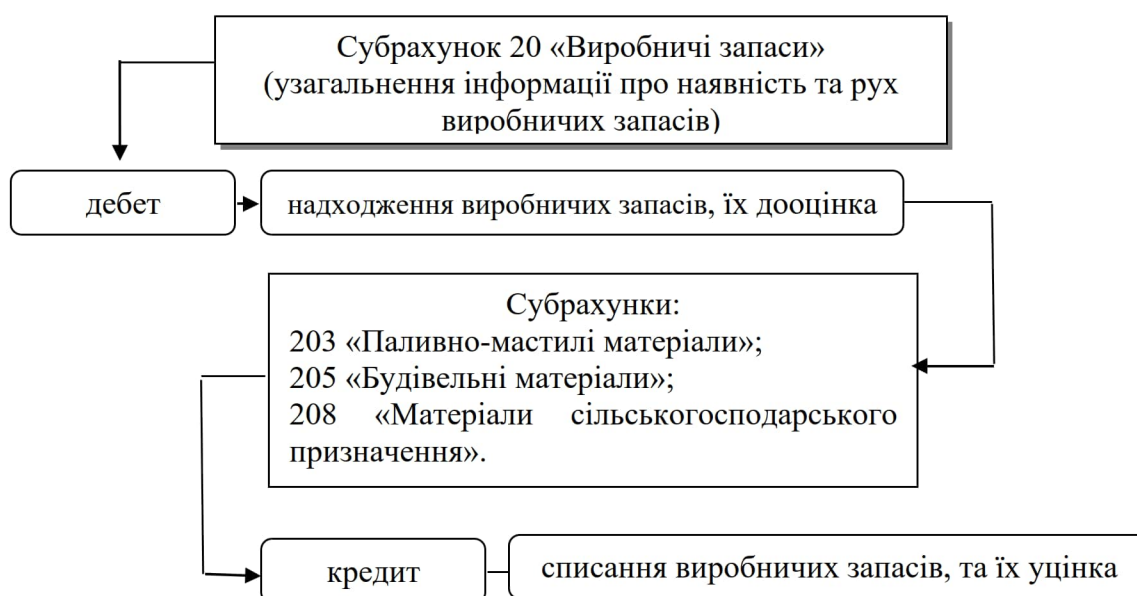 Субрахунок 20 «Виробничі запаси»
(узагальнення інформації про наявність та рух
виробничих запасів)
дебет
надходження виробничих запасів, їх дооцінка
Субрахунки:
203 «Паливно-мастилі матеріали»;
205 «Будівельні матеріали»;
208 «Матеріали сільськогосподарського
призначення».
кредит
списання виробничих запасів, та їх уцінка